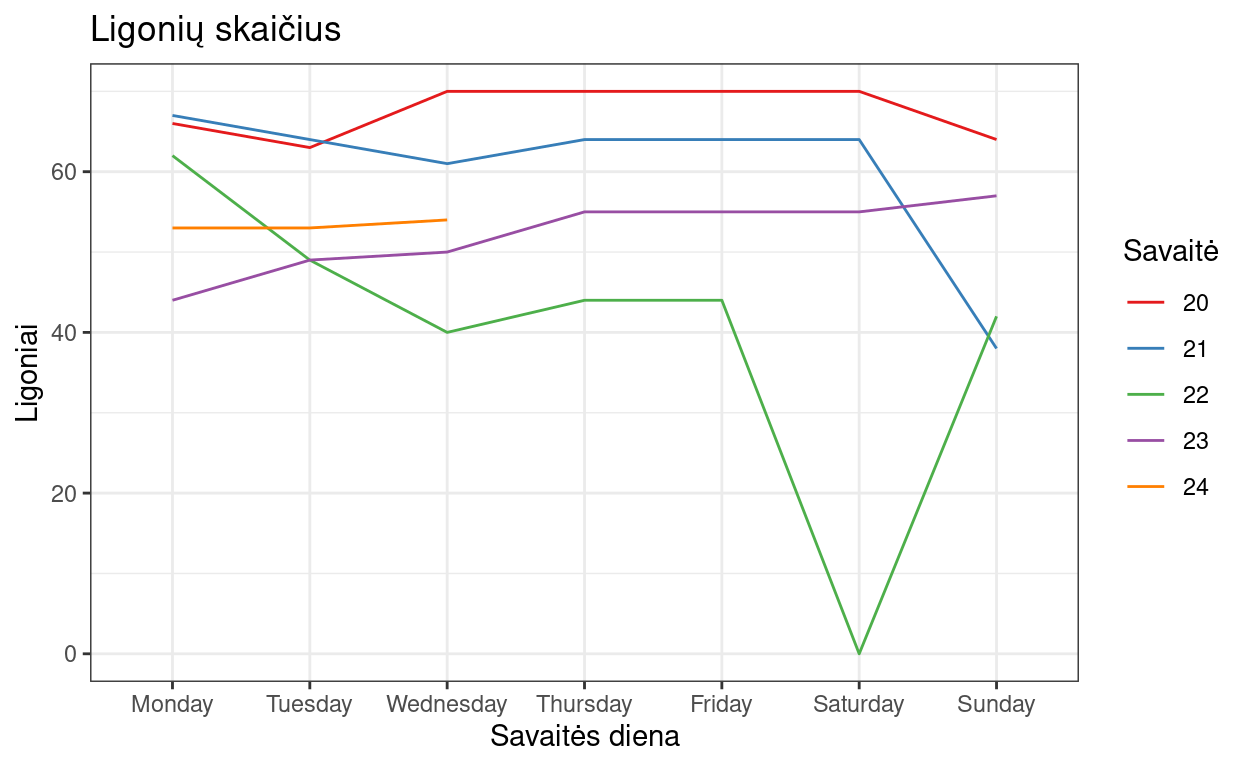 Ligonių skaičius
Ligoniai
60
40
20
0
Monday Tuesday Wednesday Thursday Friday Saturday Sunday
Savaitės diena
Savaitė
20
21
22
23
24